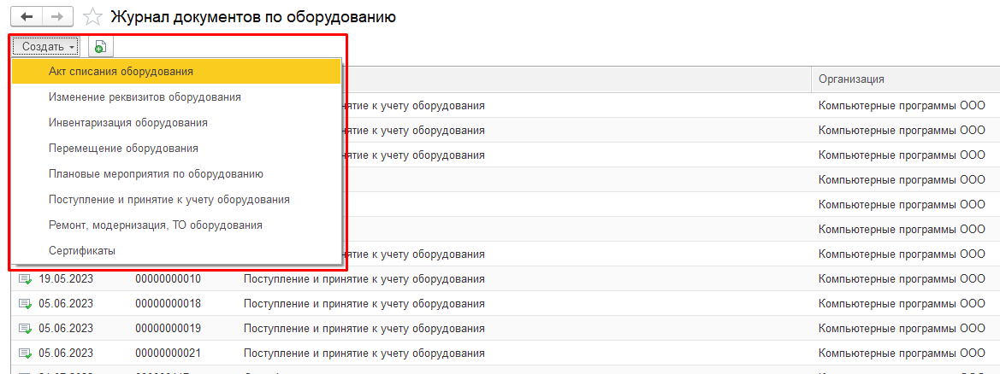 Журнал документов по оборудованию
Создать
Организация
Акт списания оборудования
Изменение реквизитов оборудования
нятие к учету оборудования Компьютерные программы ООО
Инвентаризация оборудования
нятие к учету оборудования Компьютерные программы ООО
Перемещение оборудования
нятие к учету оборудования Компьютерные программы ООО
Плановые мероприятия по оборудованию
Компьютерные программы ООО
Поступление и принятие к учету оборудования
Компьютерные программы ООО
Ремонт, модернизация, ТО оборудования
Компьютерные программы ООО
Сертификаты
нятие к учету оборудования Компьютерные программы ООО
19.05.2023 00000000010 Поступление и принятие к учету оборудования Компьютерные программы ООО
05.06.2023 00000000018 Поступление и принятие к учету оборудования Компьютерные программы ООО
05.06.2023 00000000019 Поступление и принятие к учету оборудования Компьютерные программы ООО
05.06.2023 00000000021 Поступление и принятие к учету оборудования Компьютерные программы ООО